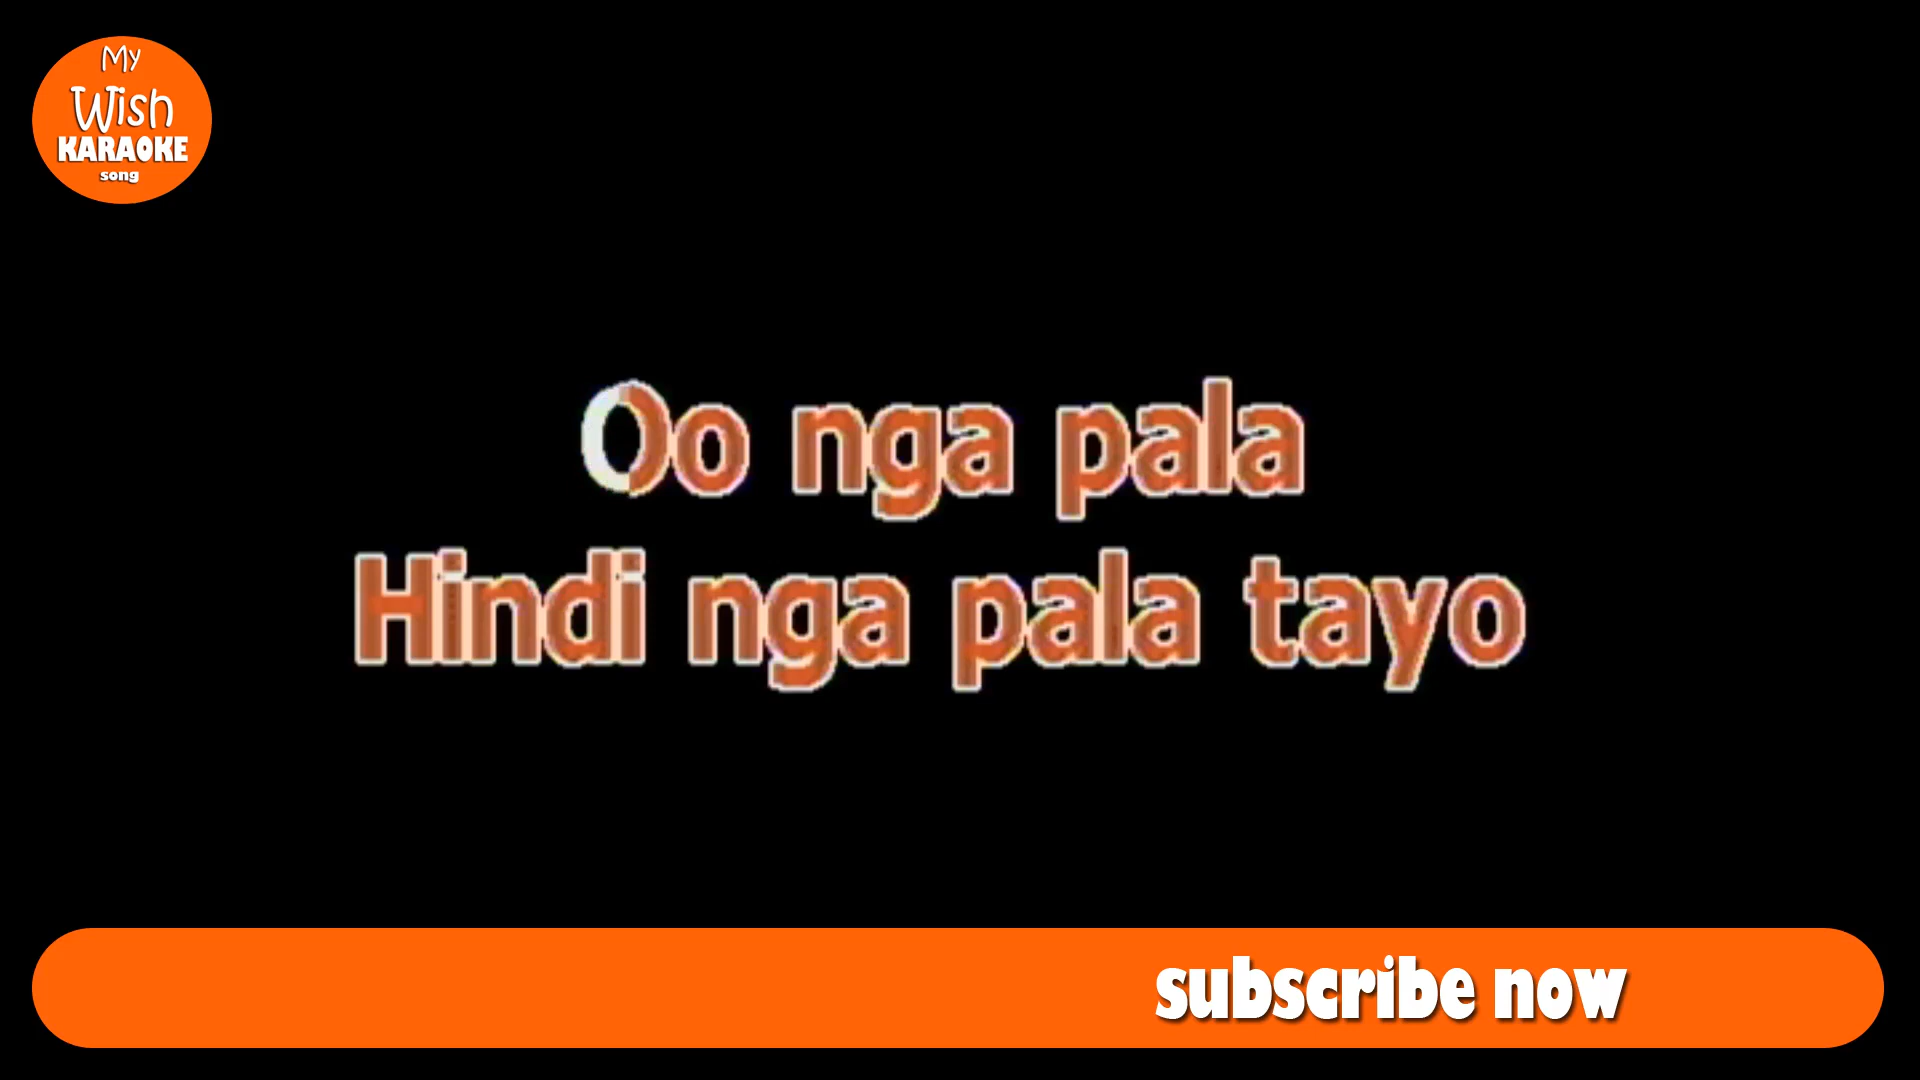 My
Wish
KARAOKE
song
Oo nga pala
Hindi nga pala tayo
subscribe now